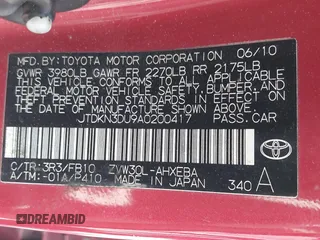 MFD. BY: TOYOTA MOTOR CORPORATION 06/10
GVWR 3980LB GAWR FR 2270LB RR 2175LB
THIS VEHICLE CONFORMS TO ALL APPLICABLE
FEDERAL MOTOR VEHICLE SAFETY, BUMPER, AND
THEFT PREVENTION STANDARDS IN EFFECT ON THE
DATE OF MANUFACTURE SHOWN ABOVE.
JTDKN3DU9A0200417 PASS.CAR
C/TR:3R3/FB10 ZVW30L-AHXEBA
A/TM:-01A/P410 MADE IN JAPAN 340 A
TOYOTA